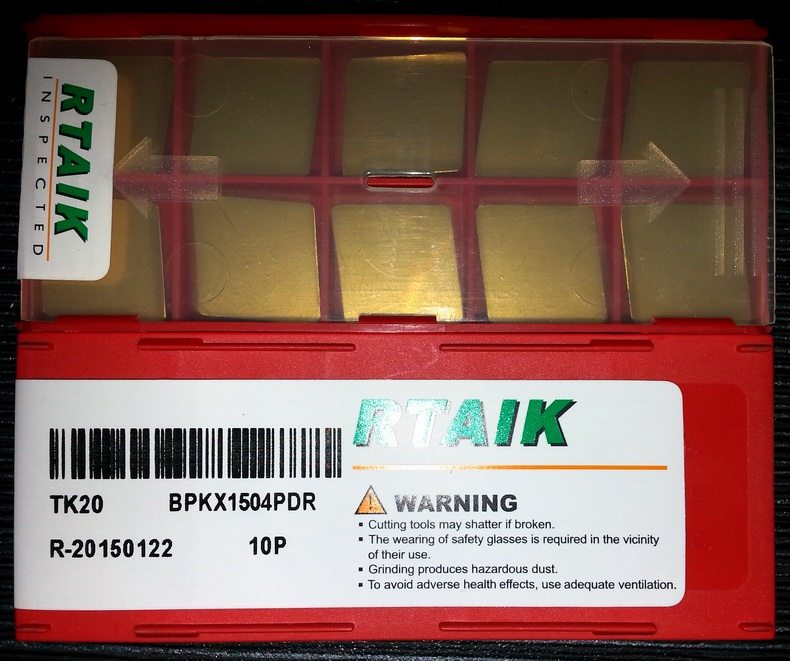 RTAIK
INSPECTED
RTAIK
TK20 BPKX1504PDR
R-20150122 10P
WARNING
▪ Cutting tools may shatter if broken.
▪ The wearing of safety glasses is required in the vicinity
of their use.
▪ Grinding produces hazardous dust.
▪ To avoid adverse health effects, use adequate ventilation.